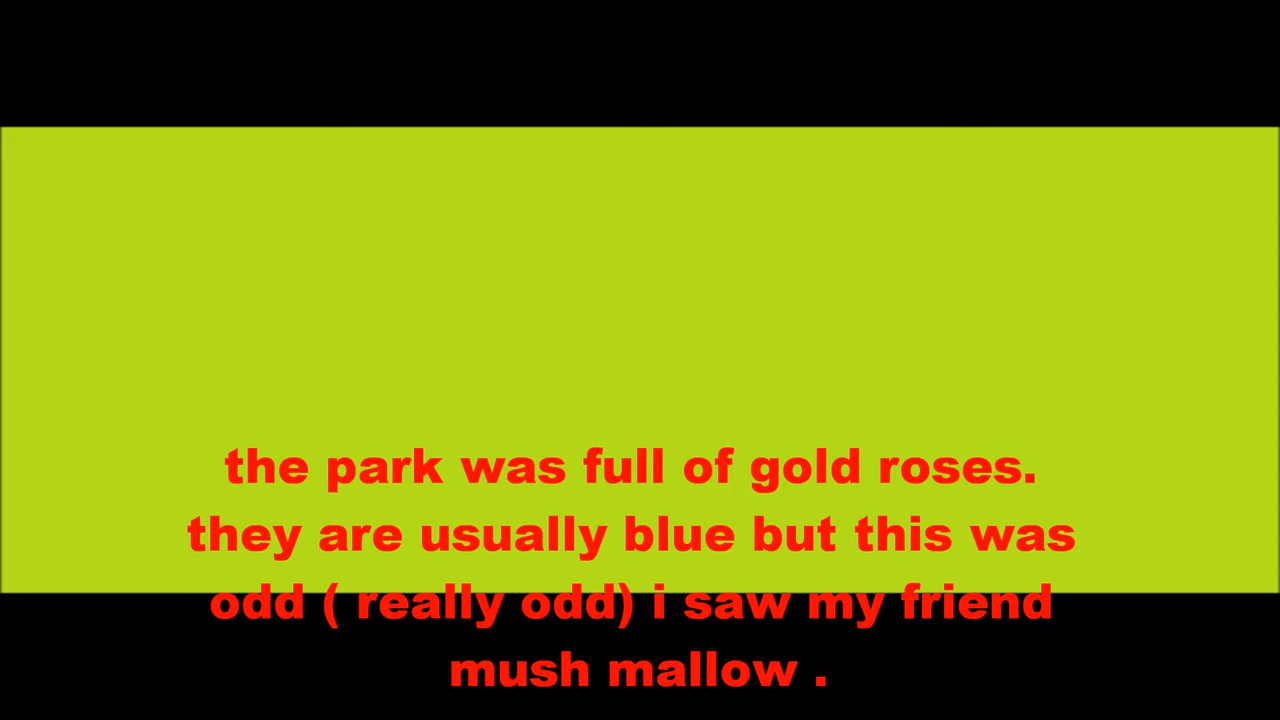 the park was full of gold roses.
they are usually blue but this was
odd ( really odd) i saw my friend
mush mallow .